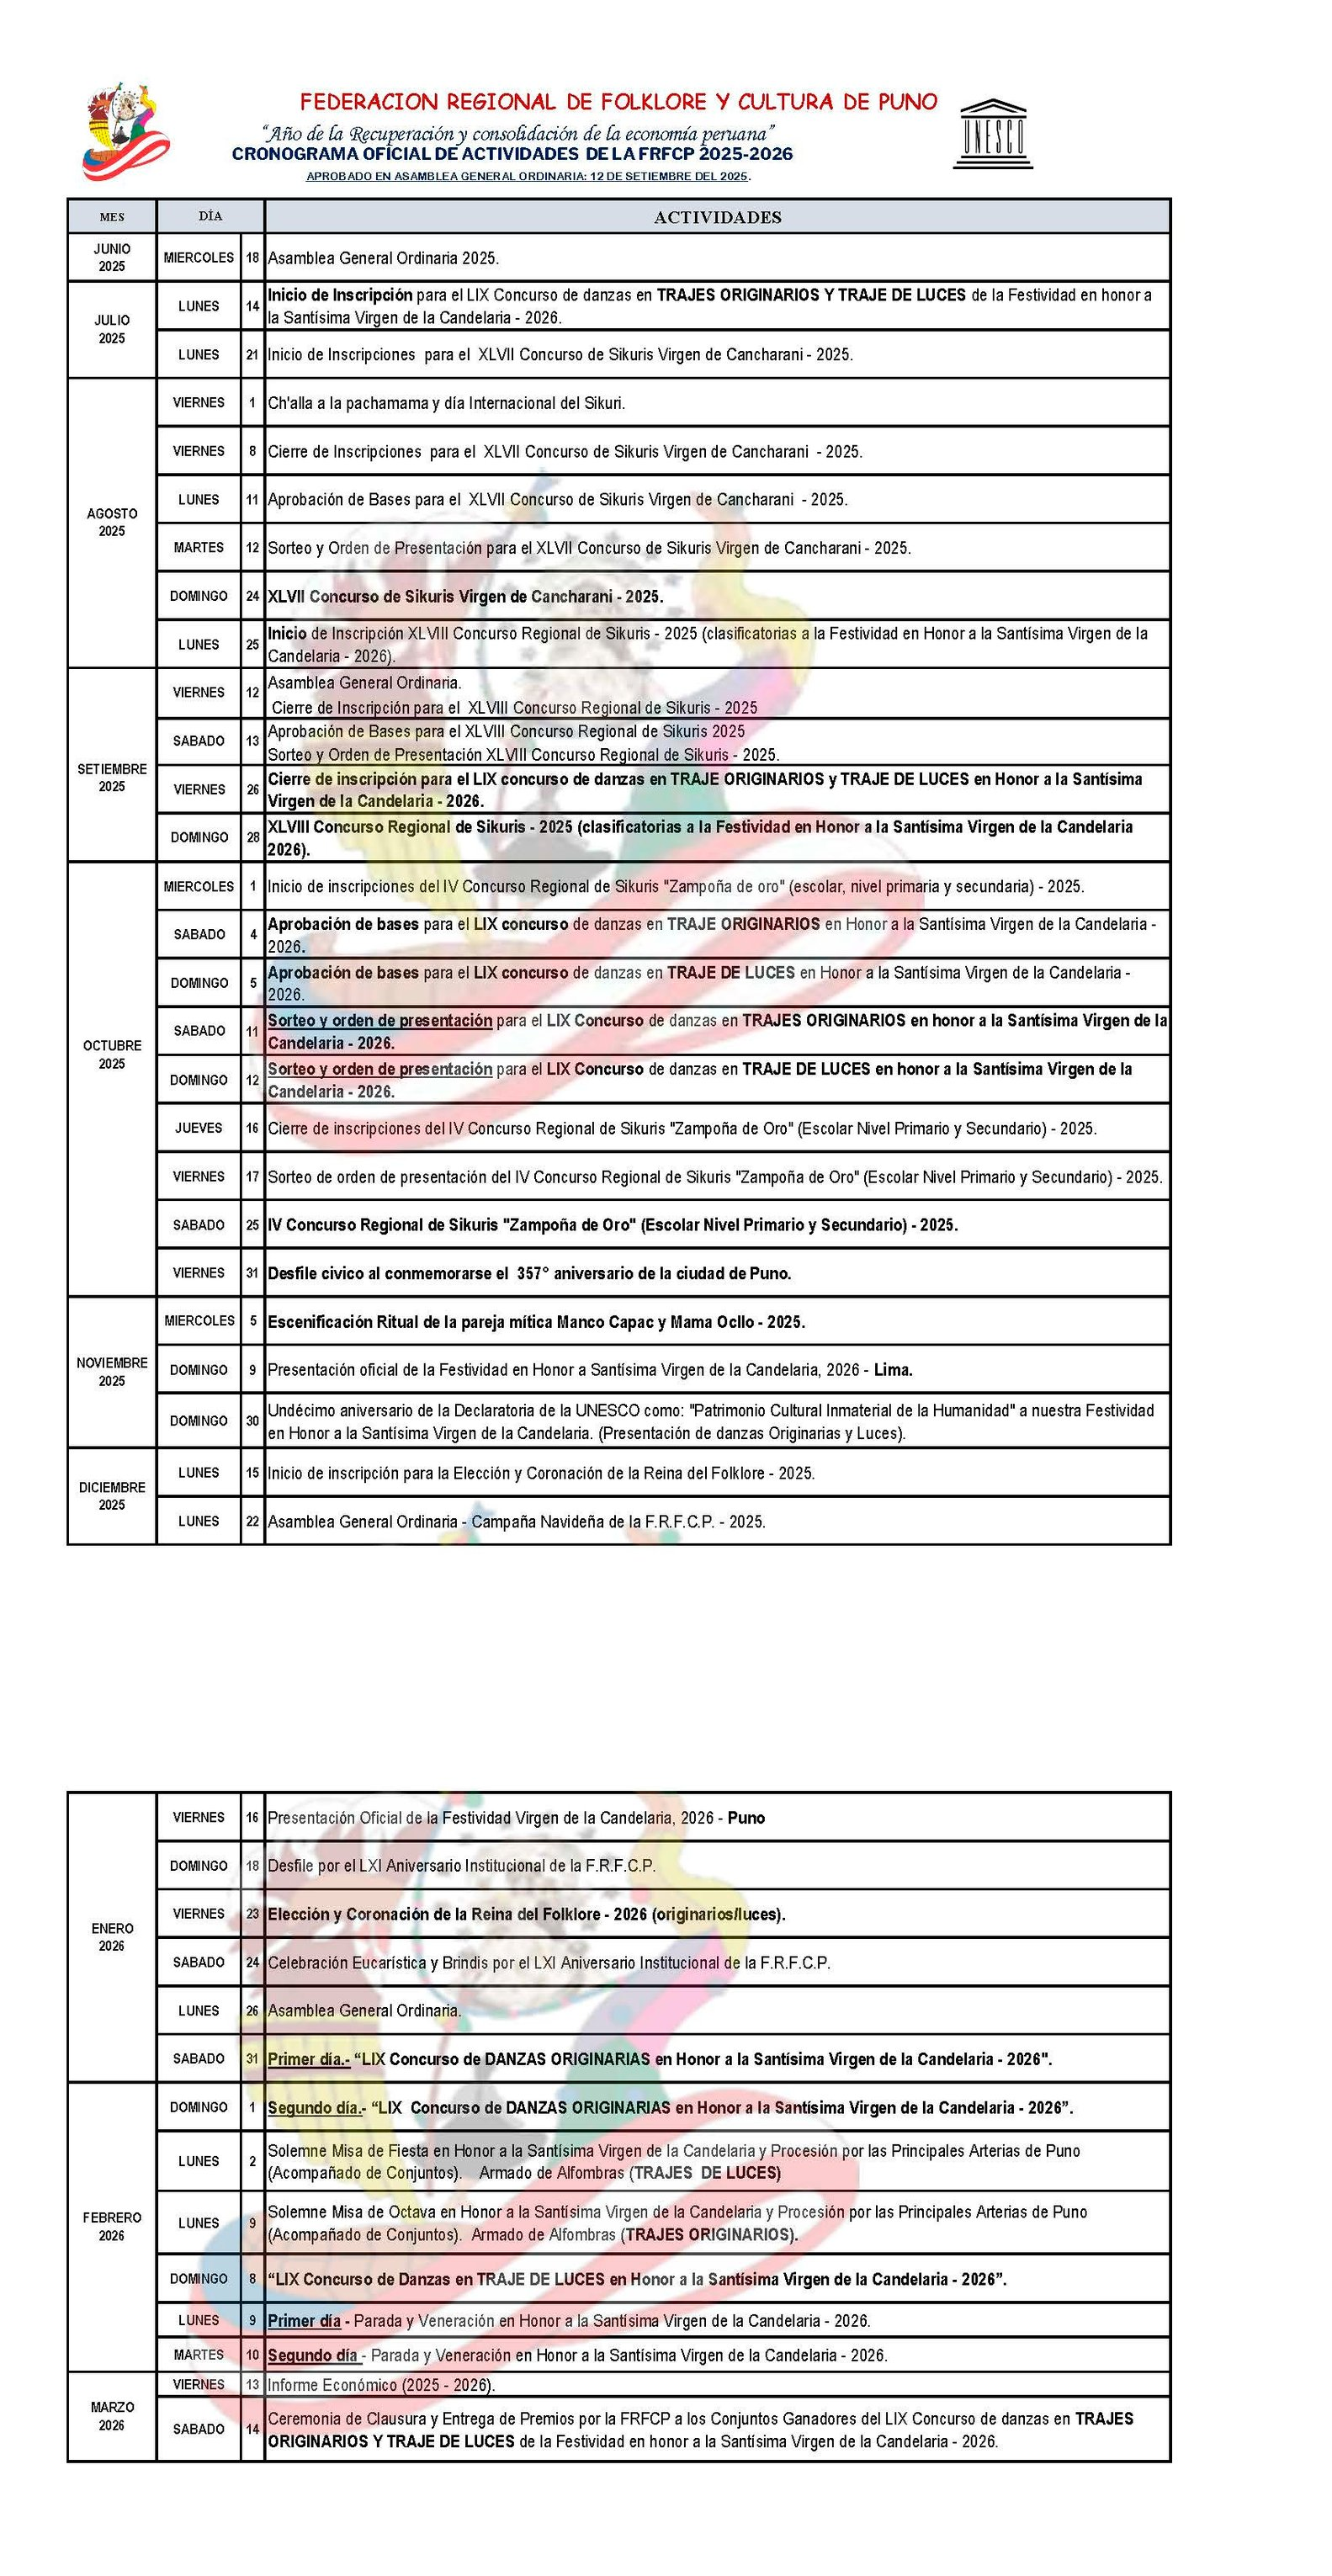 FEDERACION REGIONAL DE FOLKLORE Y CULTURA DE PUNO
“Año de la Recuperación y consolidación de la economía peruana”
CRONOGRAMA OFICIAL DE ACTIVIDADES DE LA FRFCP 2025-2026
APROBADO EN ASAMBLEA GENERAL ORDINARIA: 12 DE SETIEMBRE DEL 2025.
UNESCO
MES DÍA ACTIVIDADES
JUNIO 2025
MIERCOLES 18 Asamblea General Ordinaria 2025.
JULIO 2025
LUNES 14 Inicio de Inscripción para el LIX Concurso de danzas en TRAJES ORIGINARIOS Y TRAJE DE LUCES de la Festividad en honor a
la Santísima Virgen de la Candelaria - 2026.
LUNES 21 Inicio de Inscripciones para el XLVII Concurso de Sikuris Virgen de Cancharani - 2025.
AGOSTO 2025
VIERNES 1 Ch'alla a la pachamama y día Internacional del Sikuri.
VIERNES 8 Cierre de Inscripciones para el XLVII Concurso de Sikuris Virgen de Cancharani - 2025.
LUNES 11 Aprobación de Bases para el XLVII Concurso de Sikuris Virgen de Cancharani - 2025.
MARTES 12 Sorteo y Orden de Presentación para el XLVII Concurso de Sikuris Virgen de Cancharani - 2025.
DOMINGO 24 XLVII Concurso de Sikuris Virgen de Cancharani - 2025.
LUNES 25 Inicio de Inscripción XLVIII Concurso Regional de Sikuris - 2025 (clasificatorias a la Festividad en Honor a la Santísima Virgen de la
Candelaria - 2026).
SETIEMBRE 2025
VIERNES 12 Asamblea General Ordinaria.
Cierre de Inscripción para el XLVIII Concurso Regional de Sikuris - 2025
SABADO 13 Aprobación de Bases para el XLVIII Concurso Regional de Sikuris 2025
Sorteo y Orden de Presentación XLVIII Concurso Regional de Sikuris - 2025.
VIERNES 26 Cierre de inscripción para el LIX concurso de danzas en TRAJE ORIGINARIOS y TRAJE DE LUCES en Honor a la Santísima
Virgen de la Candelaria - 2026.
DOMINGO 28 XLVIII Concurso Regional de Sikuris - 2025 (clasificatorias a la Festividad en Honor a la Santísima Virgen de la Candelaria
2026).
OCTUBRE 2025
MIERCOLES 1 Inicio de inscripciones del IV Concurso Regional de Sikuris "Zampoña de oro" (escolar, nivel primaria y secundaria) - 2025.
SABADO 4 Aprobación de bases para el LIX concurso de danzas en TRAJE ORIGINARIOS en Honor a la Santísima Virgen de la Candelaria -
2026.
DOMINGO 5 Aprobación de bases para el LIX concurso de danzas en TRAJE DE LUCES en Honor a la Santísima Virgen de la Candelaria -
2026.
SABADO 11 Sorteo y orden de presentación para el LIX Concurso de danzas en TRAJES ORIGINARIOS en honor a la Santísima Virgen de la
Candelaria - 2026.
DOMINGO 12 Sorteo y orden de presentación para el LIX Concurso de danzas en TRAJE DE LUCES en honor a la Santísima Virgen de la
Candelaria - 2026.
JUEVES 16 Cierre de inscripciones del IV Concurso Regional de Sikuris "Zampoña de Oro" (Escolar Nivel Primario y Secundario) - 2025.
VIERNES 17 Sorteo de orden de presentación del IV Concurso Regional de Sikuris "Zampoña de Oro" (Escolar Nivel Primario y Secundario) - 2025.
SABADO 25 IV Concurso Regional de Sikuris "Zampoña de Oro" (Escolar Nivel Primario y Secundario) - 2025.
VIERNES 31 Desfile civico al conmemorarse el 357° aniversario de la ciudad de Puno.
NOVIEMBRE 2025
MIERCOLES 5 Escenificación Ritual de la pareja mítica Manco Capac y Mama Ocllo - 2025.
DOMINGO 9 Presentación oficial de la Festividad en Honor a Santísima Virgen de la Candelaria, 2026 - Lima.
DOMINGO 30 Undécimo aniversario de la Declaratoria de la UNESCO como: "Patrimonio Cultural Inmaterial de la Humanidad" a nuestra Festividad
en Honor a la Santísima Virgen de la Candelaria. (Presentación de danzas Originarias y Luces).
DICIEMBRE 2025
LUNES 15 Inicio de inscripción para la Elección y Coronación de la Reina del Folklore - 2025.
LUNES 22 Asamblea General Ordinaria - Campaña Navideña de la F.R.F.C.P. - 2025.
ENERO 2026
VIERNES 16 Presentación Oficial de la Festividad Virgen de la Candelaria, 2026 - Puno
DOMINGO 18 Desfile por el LXI Aniversario Institucional de la F.R.F.C.P.
VIERNES 23 Elección y Coronación de la Reina del Folklore - 2026 (originarios/luces).
SABADO 24 Celebración Eucarística y Brindis por el LXI Aniversario Institucional de la F.R.F.C.P.
LUNES 26 Asamblea General Ordinaria.
SABADO 31 Primer día.- “LIX Concurso de DANZAS ORIGINARIAS en Honor a la Santísima Virgen de la Candelaria - 2026".
FEBRERO 2026
DOMINGO 1 Segundo día.- “LIX Concurso de DANZAS ORIGINARIAS en Honor a la Santísima Virgen de la Candelaria - 2026”.
LUNES 2 Solemne Misa de Fiesta en Honor a la Santísima Virgen de la Candelaria y Procesión por las Principales Arterias de Puno
(Acompañado de Conjuntos). Armado de Alfombras (TRAJES DE LUCES)
LUNES 9 Solemne Misa de Octava en Honor a la Santísima Virgen de la Candelaria y Procesión por las Principales Arterias de Puno
(Acompañado de Conjuntos). Armado de Alfombras (TRAJES ORIGINARIOS).
DOMINGO 8 “LIX Concurso de Danzas en TRAJE DE LUCES en Honor a la Santísima Virgen de la Candelaria - 2026”.
LUNES 9 Primer día - Parada y Veneración en Honor a la Santísima Virgen de la Candelaria - 2026.
MARTES 10 Segundo día - Parada y Veneración en Honor a la Santísima Virgen de la Candelaria - 2026.
MARZO 2026
VIERNES 13 Informe Económico (2025 - 2026).
SABADO 14 Ceremonia de Clausura y Entrega de Premios por la FRFCP a los Conjuntos Ganadores del LIX Concurso de danzas en TRAJES
ORIGINARIOS Y TRAJE DE LUCES de la Festividad en honor a la Santísima Virgen de la Candelaria - 2026.